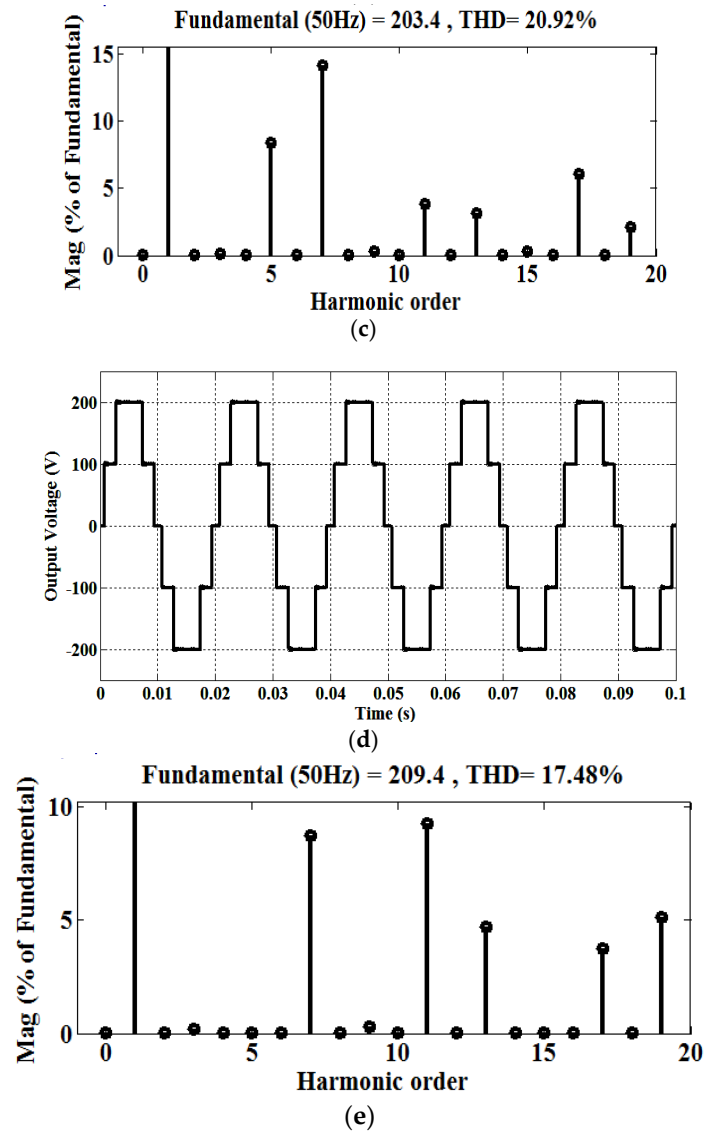 Fundamental (50Hz) = 203.4 , THD= 20.92%
Mag (% of Fundamental)
15
10
5
0
0 5 10 15 20
Harmonic order
(c)
Output Voltage (V)
200
100
0
-100
-200
0 0.01 0.02 0.03 0.04 0.05 0.06 0.07 0.08 0.09 0.1
Time (s)
(d)
Fundamental (50Hz) = 209.4 , THD= 17.48%
Mag (% of Fundamental)
10
5
0
0 5 10 15 20
Harmonic order
(e)